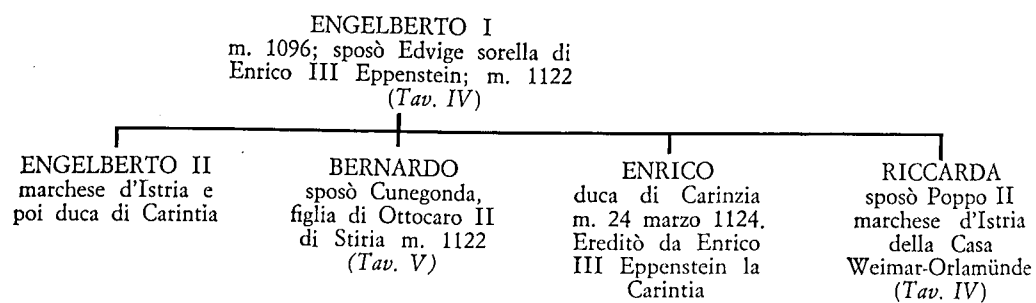 ENGELBERTO I
m. 1096; sposò Edvige sorella di
Enrico III Eppenstein; m. 1122
(Tav. IV)
ENGELBERTO II
marchese d'Istria e
poi duca di Carintia
BERNARDO
sposò Cunegonda,
figlia di Ottocaro II
di Stiria m. 1122
(Tav. V)
ENRICO
duca di Carinzia
m. 24 marzo 1124.
Ereditò da Enrico
III Eppenstein la
Carintia
RICCARDA
sposò Poppo II
marchese d'Istria
della Casa
Weimar-Orlamünde
(Tav. IV)